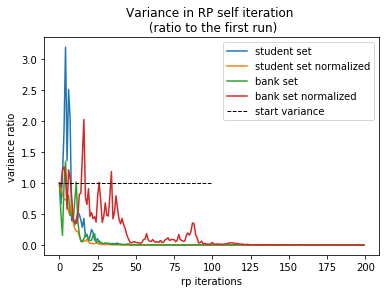 Variance in RP self iteration
(ratio to the first run)
variance ratio
3.0
2.5
2.0
1.5
1.0
0.5
0.0
student set
student set normalized
bank set
bank set normalized
start variance
0 25 50 75 100 125 150 175 200
rp iterations